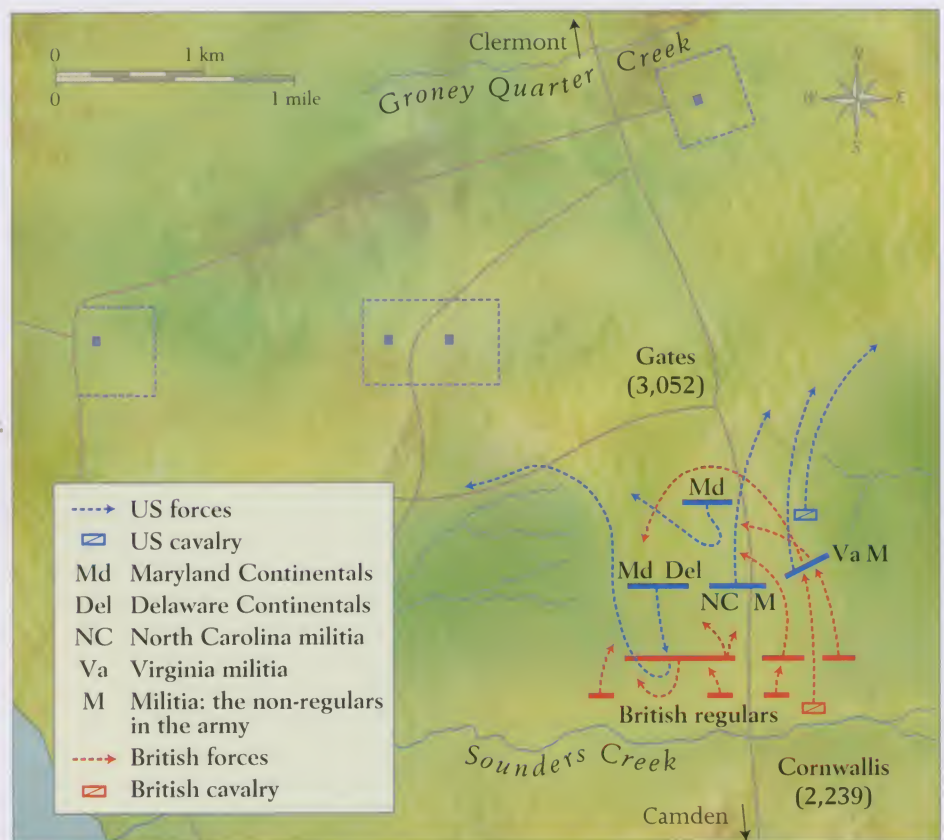 0 1 km
0 1 mile
Clermont
Groney Quarter Creek
N
W E
S
Gates
(3,052)
Md
Md Del
NC M
Va M
British regulars
Sounders Creek
Cornwallis
(2,239)
Camden
US forces
US cavalry
Md Maryland Continentals
Del Delaware Continentals
NC North Carolina militia
Va Virginia militia
M Militia: the non-regulars
in the army
British forces
British cavalry